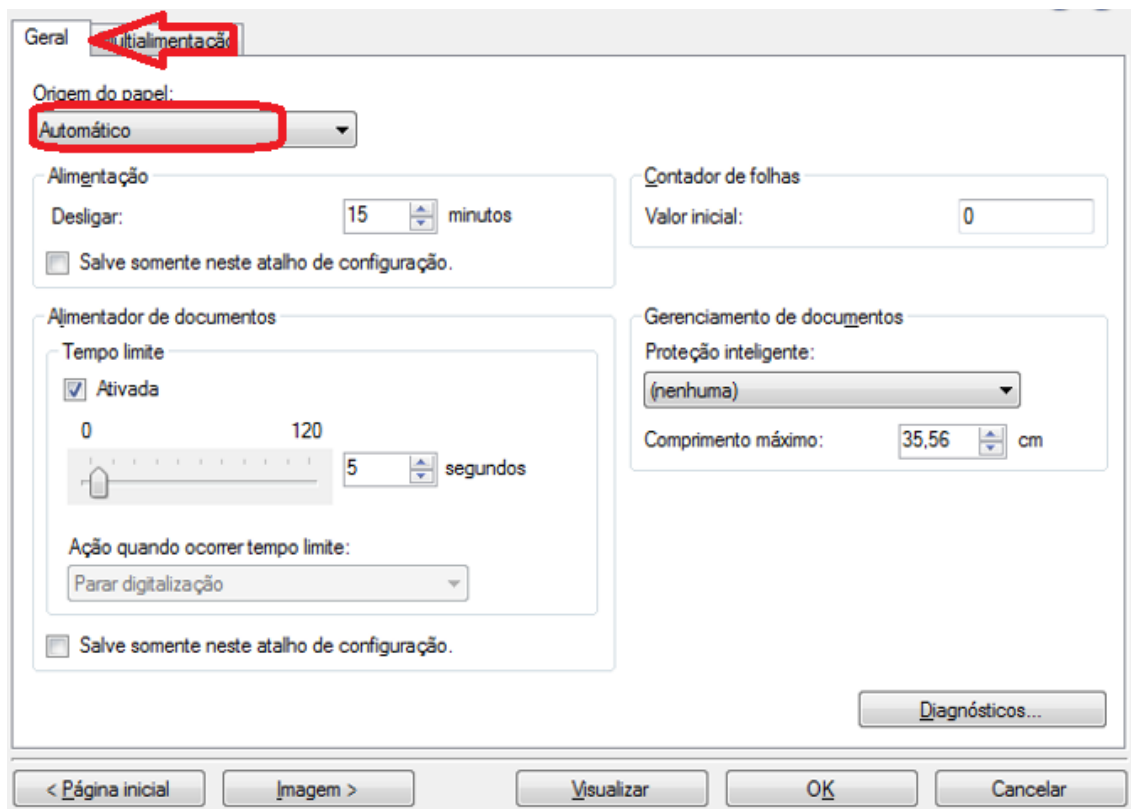 Geral
Multialimentação
Origem do papel:
Automático
Alimentação
Desligar:
15
minutos
Salve somente neste atalho de configuração.
Contador de folhas
Valor inicial:
0
Alimentador de documentos
Tempo limite
Ativada
0
120
5
segundos
Ação quando ocorrer tempo limite:
Parar digitalização
Salve somente neste atalho de configuração.
Gerenciamento de documentos
Proteção inteligente:
(nenhuma)
Comprimento máximo:
35,56
cm
Diagnósticos...
< Página inicial
Imagem >
Visualizar
OK
Cancelar